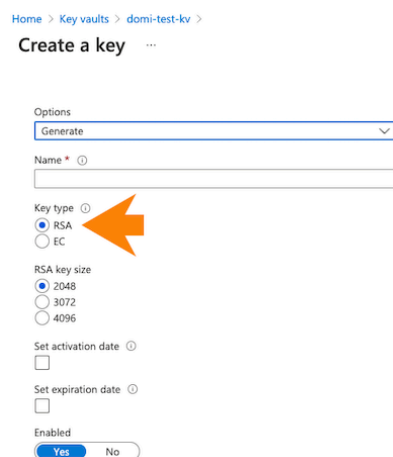 Home > Key vaults > domi-test-kv >
Create a key ...
Options
Generate
Name *
Key type
RSA
EC
RSA key size
2048
3072
4096
Set activation date
Set expiration date
Enabled
Yes No